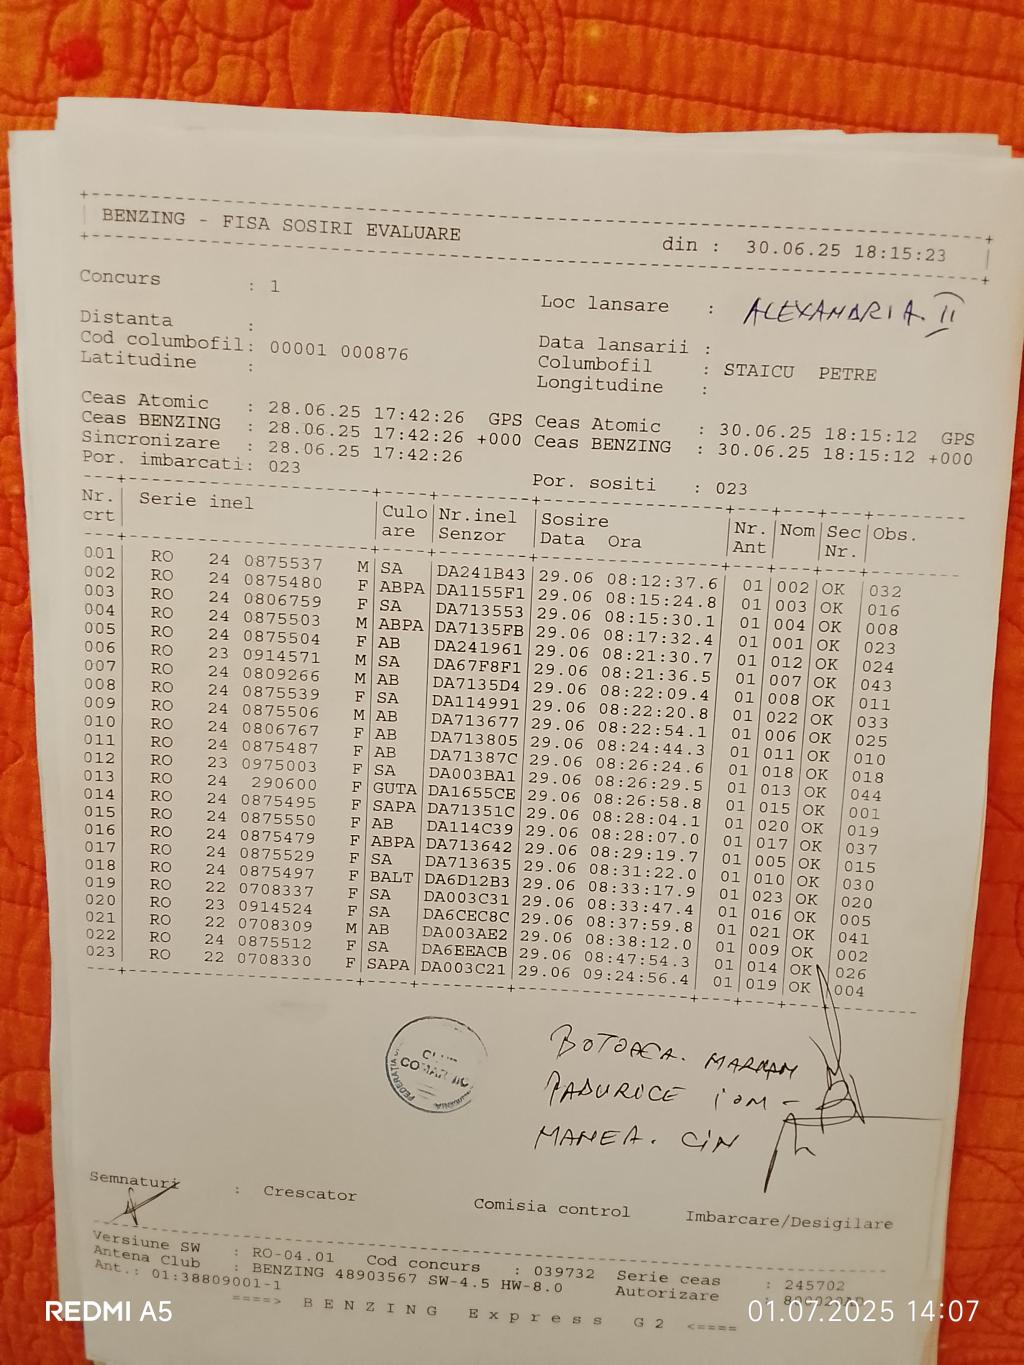 BENZING - FISA SOSIRI EVALUARE din : 30.06.25 18:15:23
Concurs : 1 Loc lansare : ALEXANDRIA II
Distanta : Data lansarii :
Cod columbofil: 00001 000876 Columbofil : STAICU PETRE
Latitudine : Longitudine :
Ceas Atomic : 28.06.25 17:42:26 GPS Ceas Atomic : 30.06.25 18:15:12 GPS
Ceas BENZING : 28.06.25 17:42:26 +000 Ceas BENZING : 30.06.25 18:15:12 +000
Sincronizare : 28.06.25 17:42:26
Por. imbarcati: 023 Por. sositi : 023
Nr. Serie inel Culo Nr.inel Sosire Nr. Nom Sec Obs.
crt are Senzor Data Ora Ant Nr.
001 RO 24 0875537 M SA DA241B43 29.06 08:12:37.6 01 002 OK 032
002 RO 24 0875480 F ABPA DA1155F1 29.06 08:15:24.8 01 003 OK 016
003 RO 24 0806759 F SA DA713553 29.06 08:15:30.1 01 004 OK 008
004 RO 24 0875503 M ABPA DA7135FB 29.06 08:17:32.4 01 001 OK 023
005 RO 24 0875504 F AB DA241961 29.06 08:21:30.7 01 012 OK 024
006 RO 23 0914571 M SA DA67F8F1 29.06 08:21:36.5 01 007 OK 043
007 RO 24 0809266 M AB DA7135D4 29.06 08:22:09.4 01 008 OK 011
008 RO 24 0875539 F SA DA114991 29.06 08:22:20.8 01 022 OK 033
009 RO 24 0875506 M AB DA713677 29.06 08:22:54.1 01 006 OK 025
010 RO 24 0806767 F AB DA713805 29.06 08:24:44.3 01 011 OK 010
011 RO 24 0875487 F AB DA71387C 29.06 08:26:24.6 01 018 OK 018
012 RO 23 0975003 F SA DA003BA1 29.06 08:26:29.5 01 013 OK 044
013 RO 24 290600 F GUTA DA1655CE 29.06 08:26:58.8 01 015 OK 001
014 RO 24 0875495 F SAPA DA71351C 29.06 08:28:04.1 01 020 OK 019
015 RO 24 0875550 F AB DA114C39 29.06 08:28:07.0 01 017 OK 037
016 RO 24 0875479 F ABPA DA713642 29.06 08:29:19.7 01 005 OK 015
017 RO 24 0875529 F SA DA713635 29.06 08:31:22.0 01 010 OK 030
018 RO 24 0875497 F BALT DA6D12B3 29.06 08:33:17.9 01 023 OK 020
019 RO 22 0708337 F SA DA003C31 29.06 08:33:47.4 01 016 OK 005
020 RO 23 0914524 F SA DA6CEC8C 29.06 08:37:59.8 01 021 OK 041
021 RO 22 0708309 M AB DA003AE2 29.06 08:38:12.0 01 009 OK 002
022 RO 24 0875512 F SA DA6EEACB 29.06 08:47:54.3 01 014 OK 026
023 RO 22 0708330 F SAPA DA003C21 29.06 09:24:56.4 01 019 OK 004
MANEA. CIN
Semnaturi : Crescator Comisia control Imbarcare/Desigilare
Versiune SW : RO-04.01 Cod concurs : 039732 Serie ceas : 245702
Antena Club : BENZING 48903567 SW-4.5 HW-8.0 Autorizare :
Ant.: 01:38809001-1
====> BENZING Express G2 <====
REDMI A5 01.07.2025 14:07